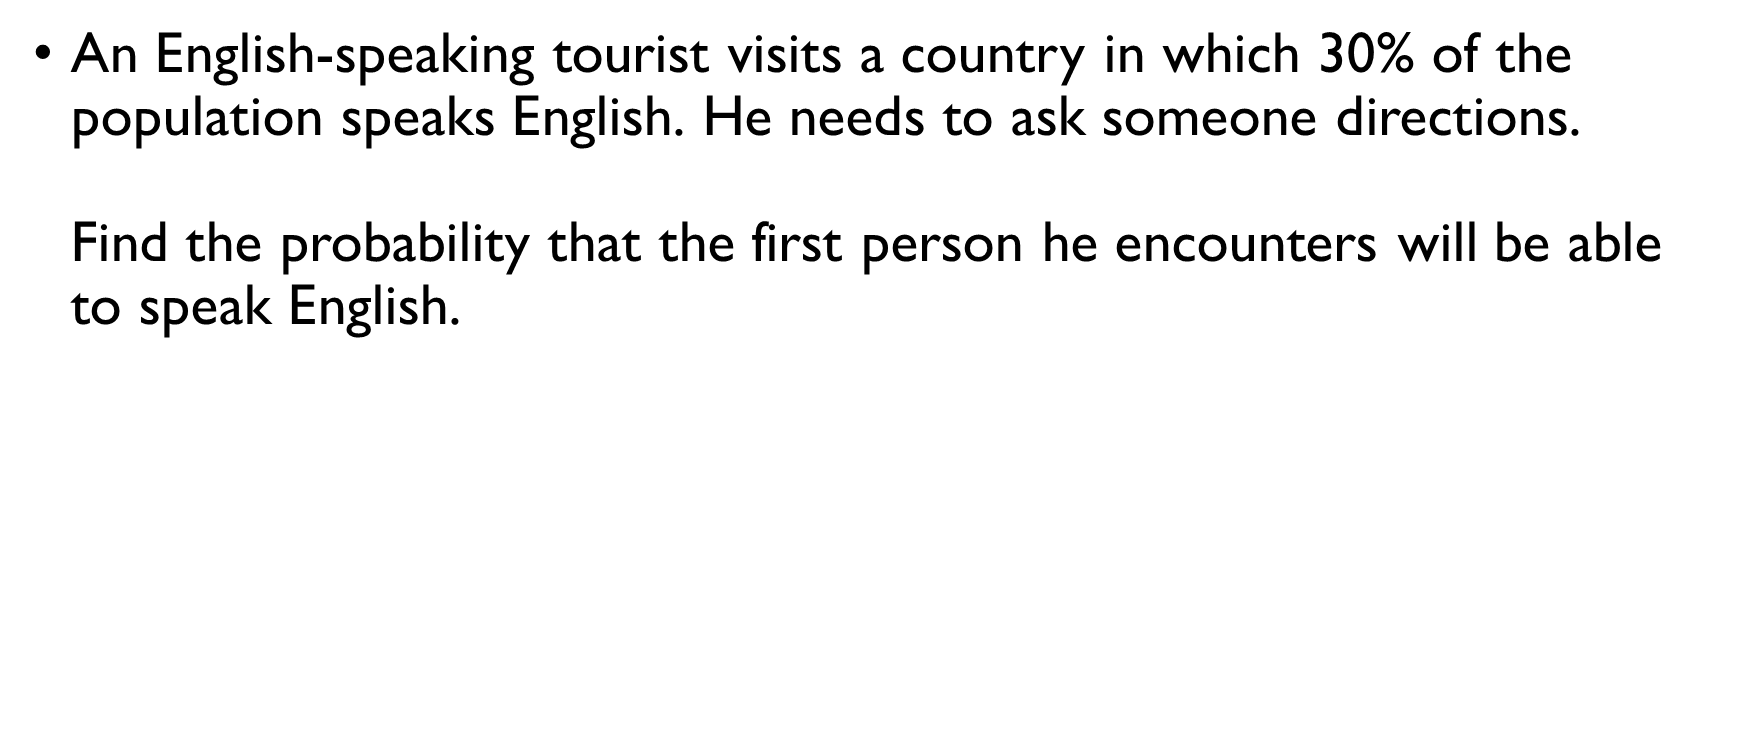 • An English-speaking tourist visits a country in which 30% of the
population speaks English. He needs to ask someone directions.
Find the probability that the first person he encounters will be able
to speak English.